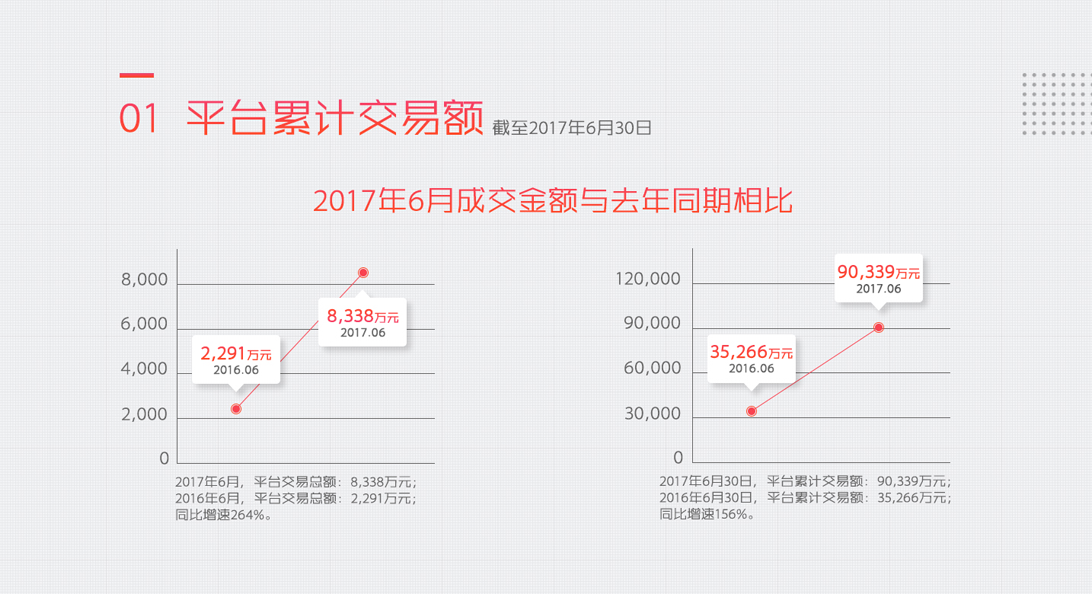 01 平台累计交易额 截至2017年6月30日
2017年6月成交金额与去年同期相比
8,000
6,000
4,000
2,000
0
8,338万元
2017.06
2,291万元
2016.06
2017年6月，平台交易总额：8,338万元；
2016年6月，平台交易总额：2,291万元；
同比增速264%。
120,000
90,000
60,000
30,000
0
90,339万元
2017.06
35,266万元
2016.06
2017年6月30日，平台累计交易额：90,339万元；
2016年6月30日，平台累计交易额：35,266万元；
同比增速156%。